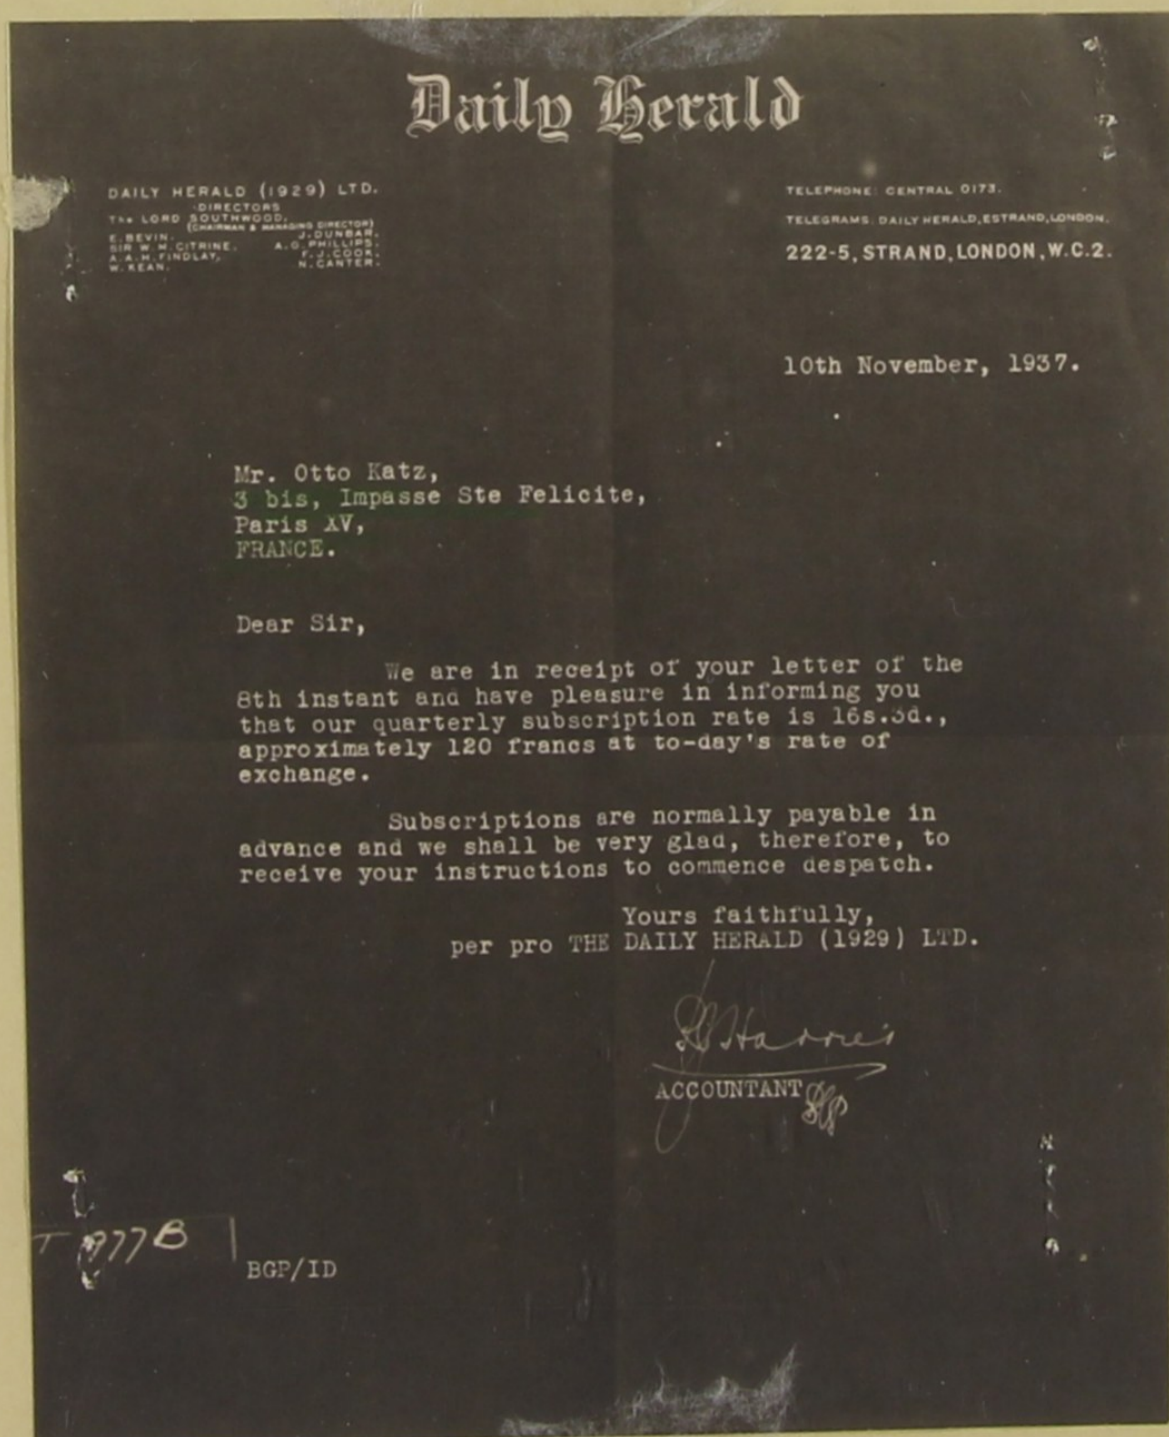 Daily Herald
DAILY HERALD (1929) LTD.
DIRECTORS
The LORD SOUTHWOOD,
(CHAIRMAN & MANAGING DIRECTOR)
E. BEVIN. J. DUNBAR.
SIR W. M. CITRINE. A. G. PHILLIPS.
A. A. H. FINDLAY, F. J. COOK.
W. KEAN. N. CANTER.
TELEPHONE: CENTRAL 0173.
TELEGRAMS: DAILY HERALD, ESTRAND, LONDON.
222-5, STRAND, LONDON, W.C.2.
10th November, 1937.
Mr. Otto Katz,
3 bis, Impasse Ste Felicite,
Paris XV,
FRANCE.
Dear Sir,
We are in receipt of your letter of the
8th instant and have pleasure in informing you
that our quarterly subscription rate is 16s.3d.,
approximately 120 francs at to-day's rate of
exchange.
Subscriptions are normally payable in
advance and we shall be very glad, therefore, to
receive your instructions to commence despatch.
Yours faithfully,
per pro THE DAILY HERALD (1929) LTD.
Harris
ACCOUNTANT
977B
BGP/ID